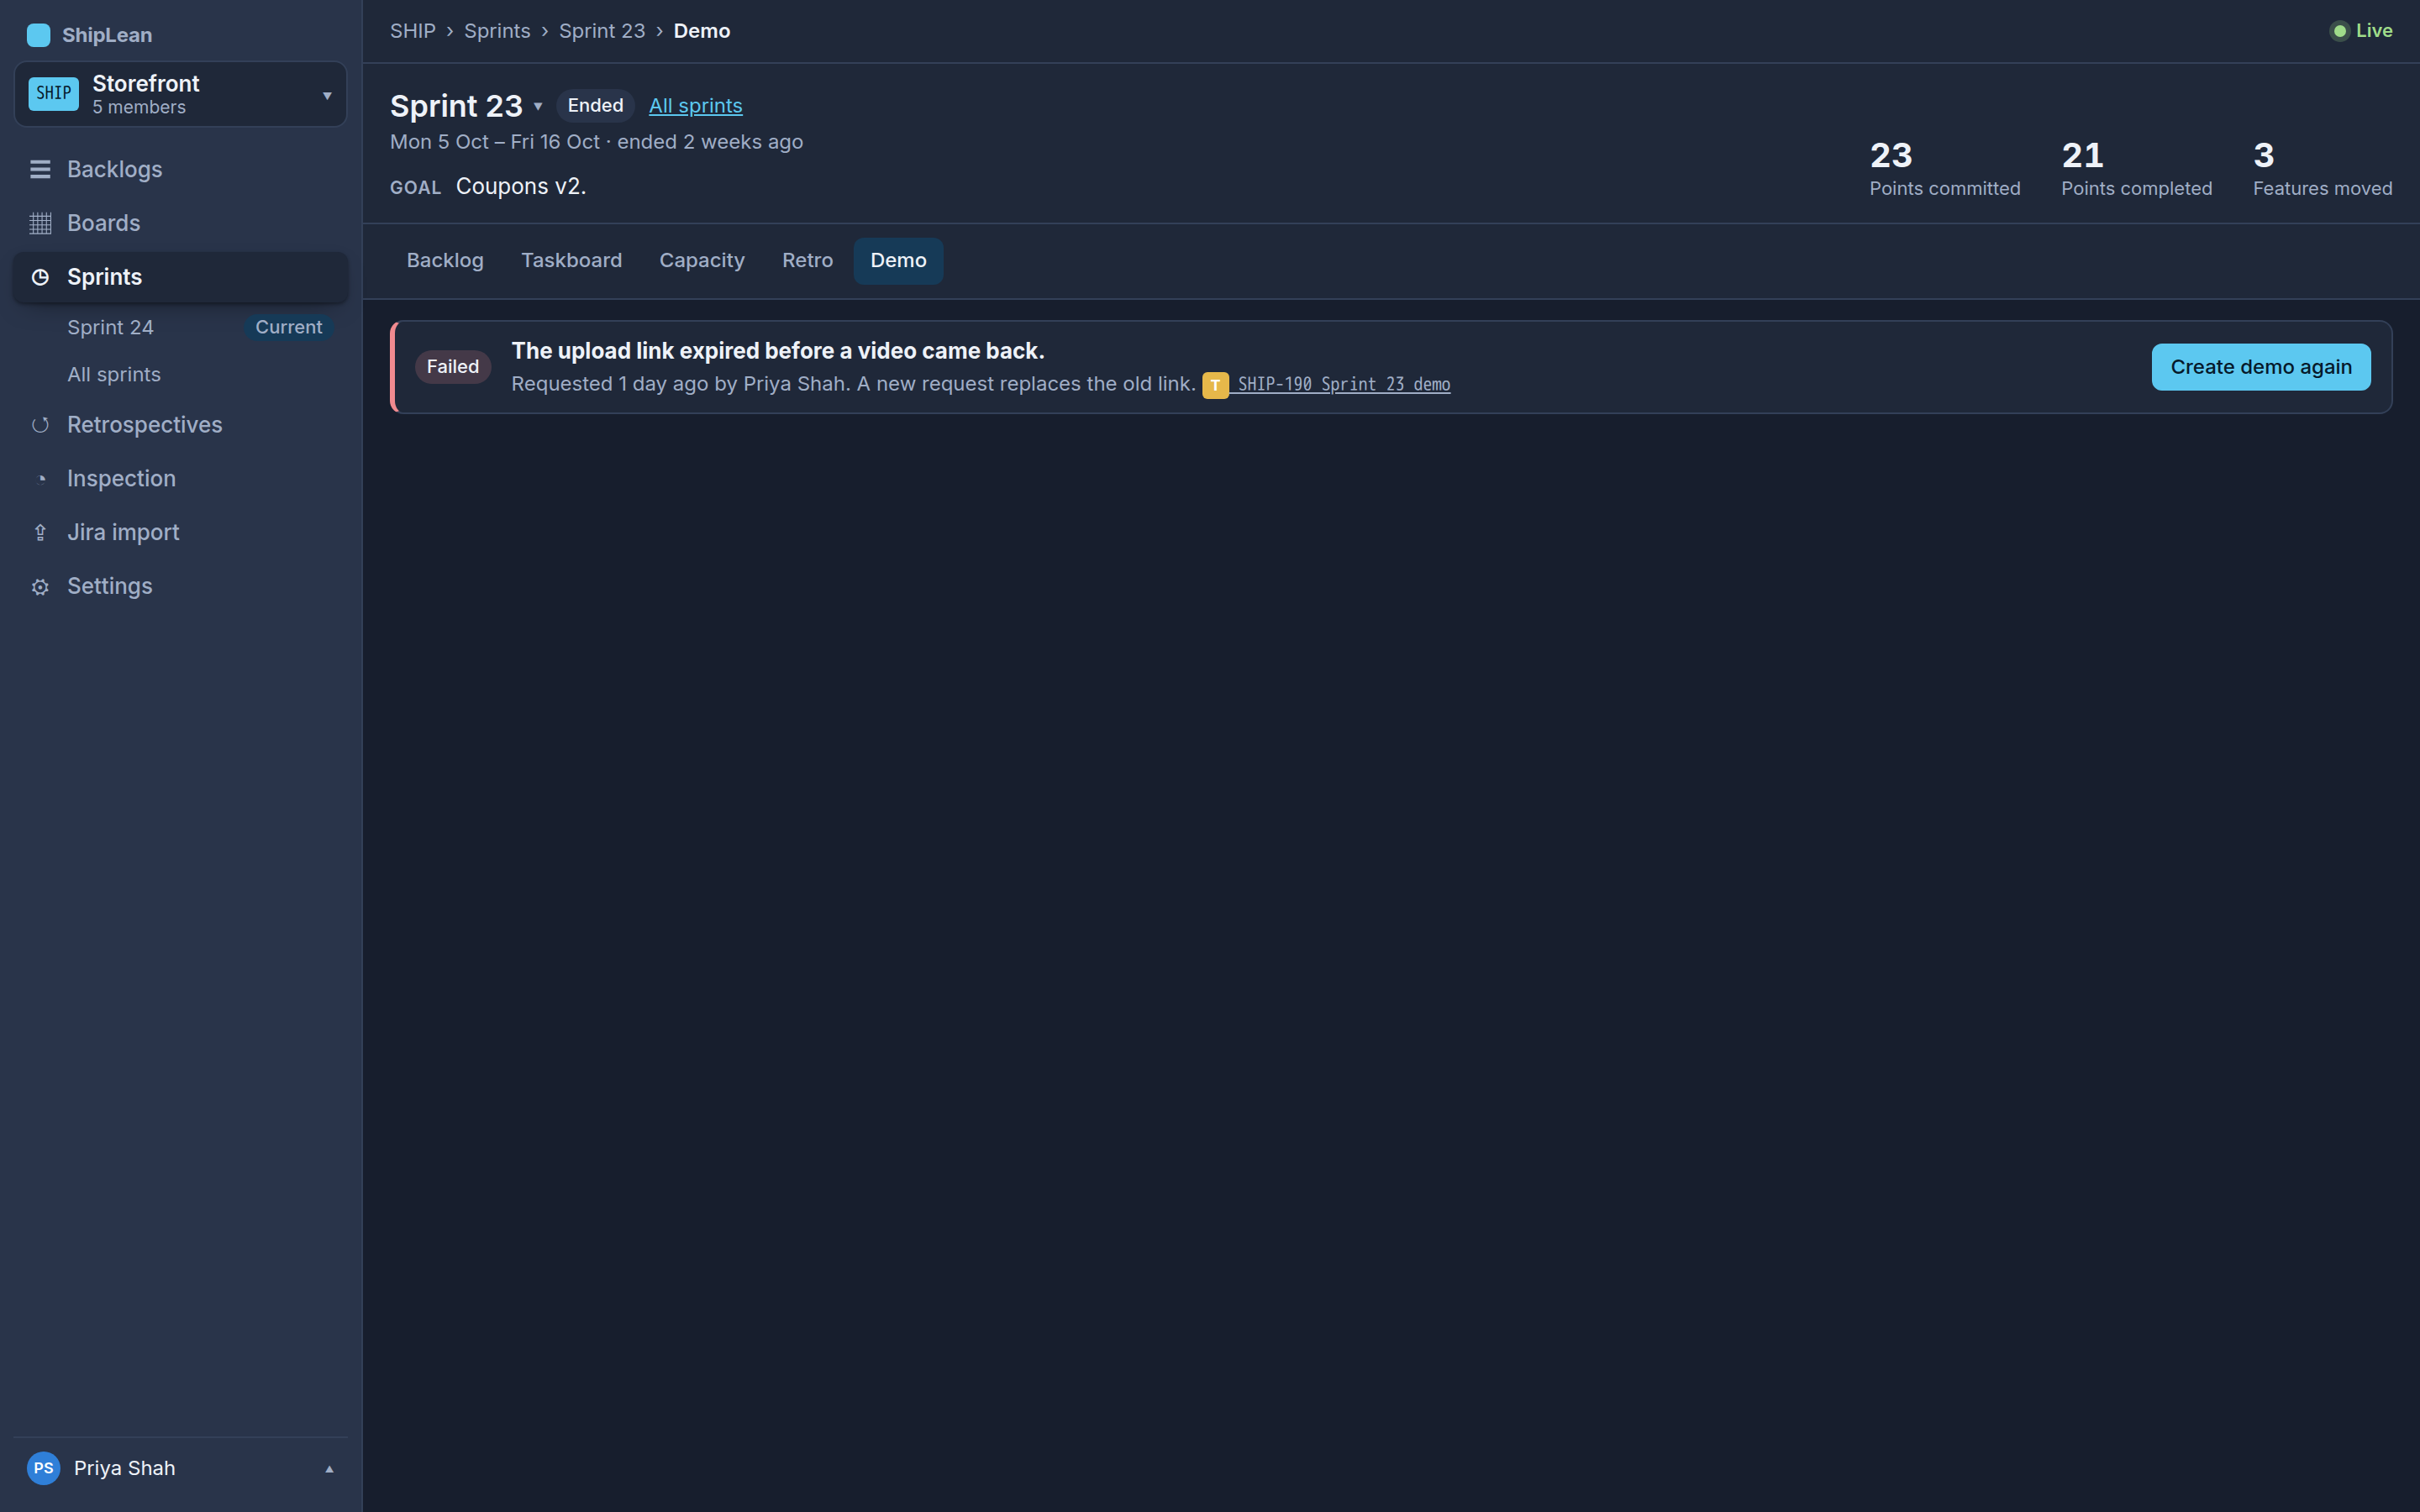 ShipLean
SHIP
Storefront
5 members
Backlogs
Boards
Sprints
Sprint 24
Current
All sprints
Retrospectives
Inspection
Jira import
Settings
PS
Priya Shah
SHIP › Sprints › Sprint 23 › Demo
Live
Sprint 23
Ended
All sprints
Mon 5 Oct – Fri 16 Oct · ended 2 weeks ago
GOAL Coupons v2.
23
Points committed
21
Points completed
3
Features moved
Backlog
Taskboard
Capacity
Retro
Demo
Failed
The upload link expired before a video came back.
Requested 1 day ago by Priya Shah. A new request replaces the old link. T SHIP-190 Sprint 23 demo
Create demo again